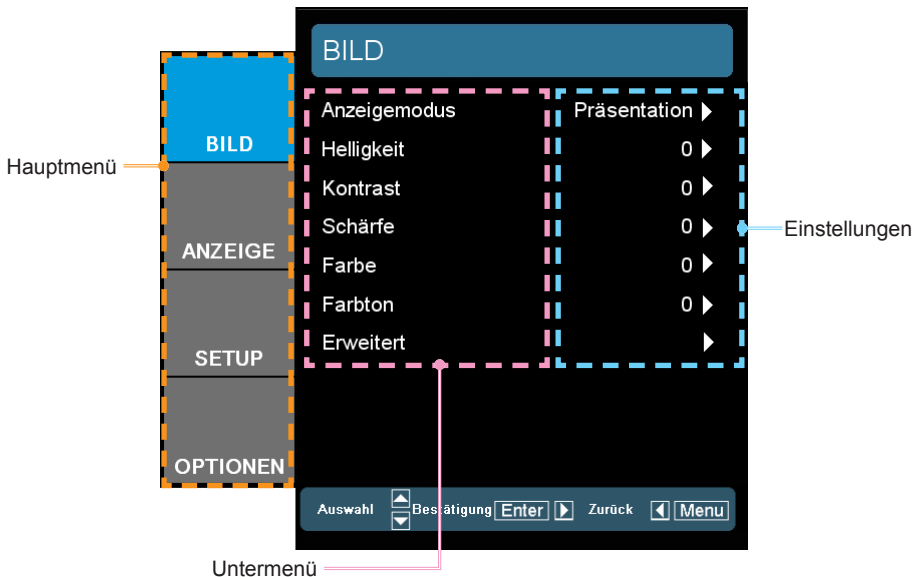 BILD
Hauptmenü
BILD
ANZEIGE
SETUP
OPTIONEN
Anzeigemodus Präsentation
Helligkeit 0
Kontrast 0
Schärfe 0
Farbe 0
Farbton 0
Erweitert
Einstellungen
Auswahl Bestätigung Enter Zurück Menu
Untermenü